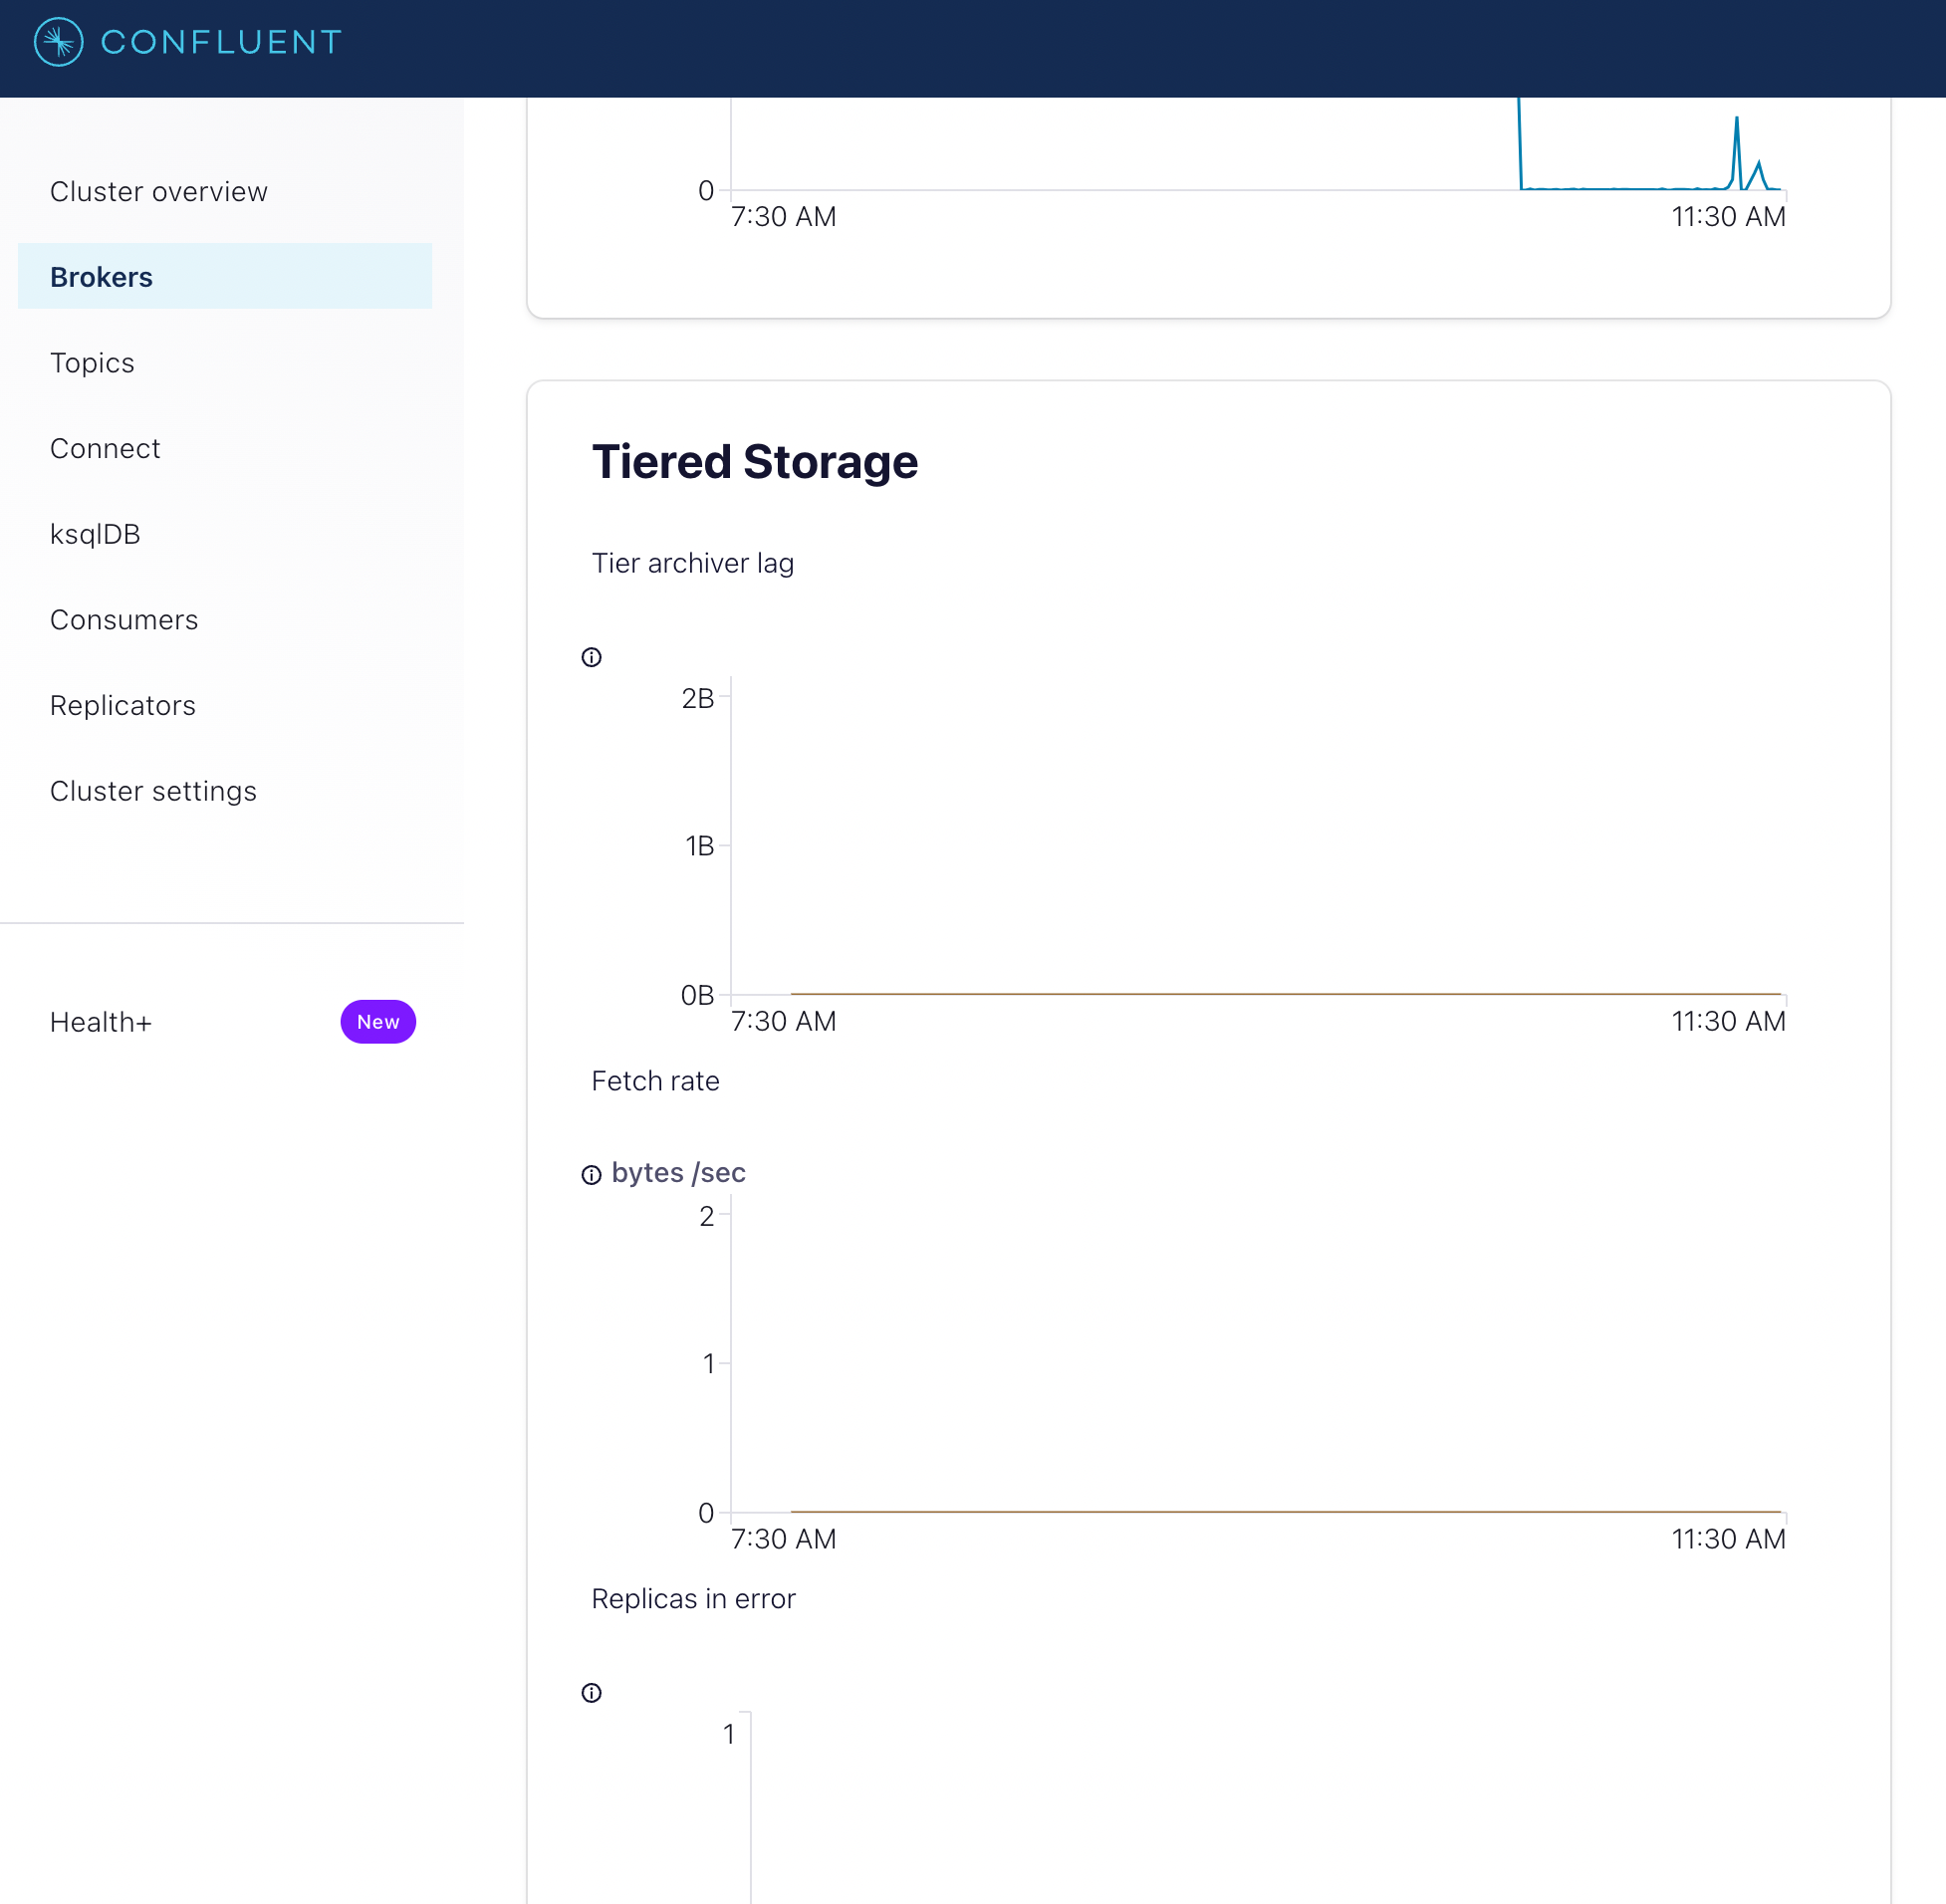 CONFLUENT
Cluster overview
Brokers
Topics
Connect
ksqlDB
Consumers
Replicators
Cluster settings
Health+ New
0
7:30 AM 11:30 AM
Tiered Storage
Tier archiver lag
2B
1B
0B
7:30 AM 11:30 AM
Fetch rate
bytes /sec
2
1
0
7:30 AM 11:30 AM
Replicas in error
1